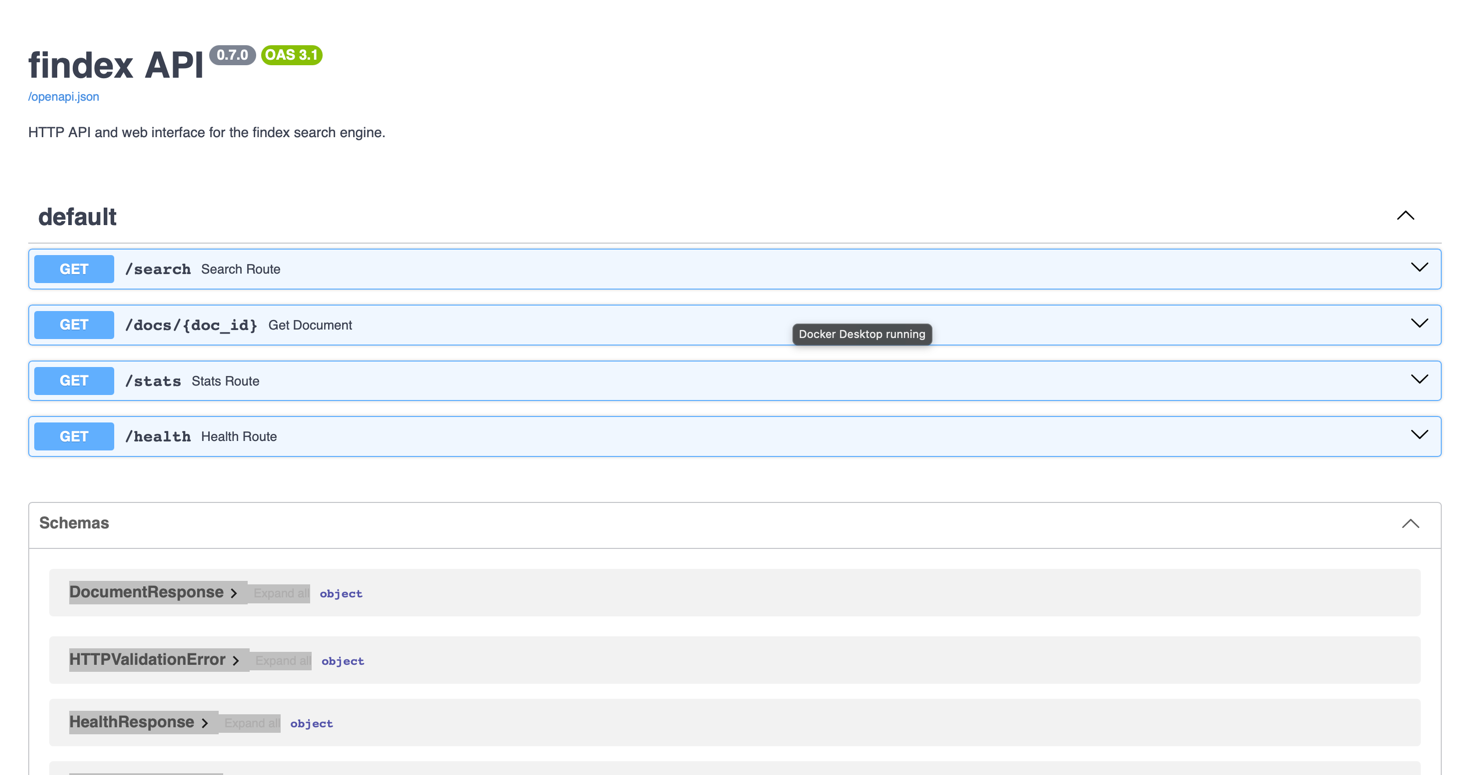 findex API 0.7.0 OAS 3.1
/openapi.json
HTTP API and web interface for the findex search engine.
default
GET /search Search Route
GET /docs/{doc_id} Get Document
Docker Desktop running
GET /stats Stats Route
GET /health Health Route
Schemas
DocumentResponse Expand all object
HTTPValidationError Expand all object
HealthResponse Expand all object